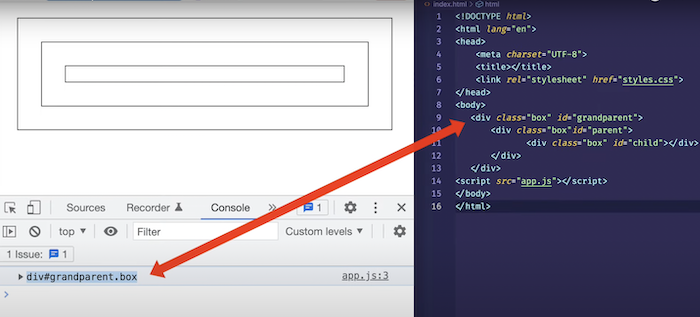 index.html > html
1 <!DOCTYPE html>
2 <html lang="en">
3 <head>
4 <meta charset="UTF-8">
5 <title></title>
6 <link rel="stylesheet" href="styles.css">
7 </head>
8 <body>
9 <div class="box" id="grandparent">
10 <div class="box"id="parent">
11 <div class="box" id="child"></div>
12 </div>
13 </div>
14 <script src="app.js"></script>
15 </body>
16 </html>
Sources Recorder Console » 1
top ▾ Filter Custom levels ▾
1 Issue: 1
div#grandparent.box app.js:3